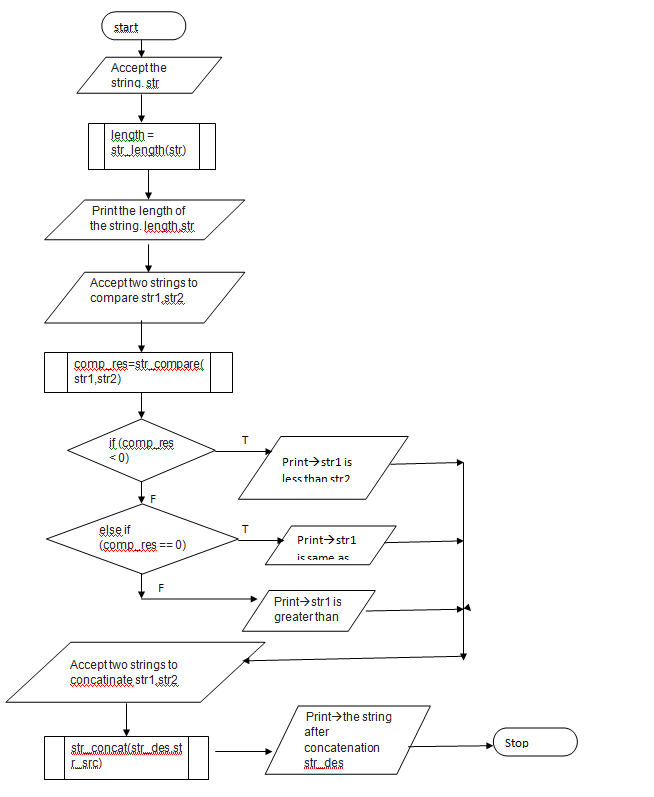 start
Accept the
string. str
length =
str_length(str)
Print the length of
the string. length,str
Accept two strings to
compare str1,str2
comp_res=str_compare(
str1,str2)
if (comp_res
< 0)
T
Print→str1 is
less than str2
F
else if
(comp_res == 0)
T
Print→str1
is same as
F
Print→str1 is
greater than
Accept two strings to
concatinate str1,str2
str_concat(str_des,st
r_src)
Print→the string
after
concatenation
str_des
Stop